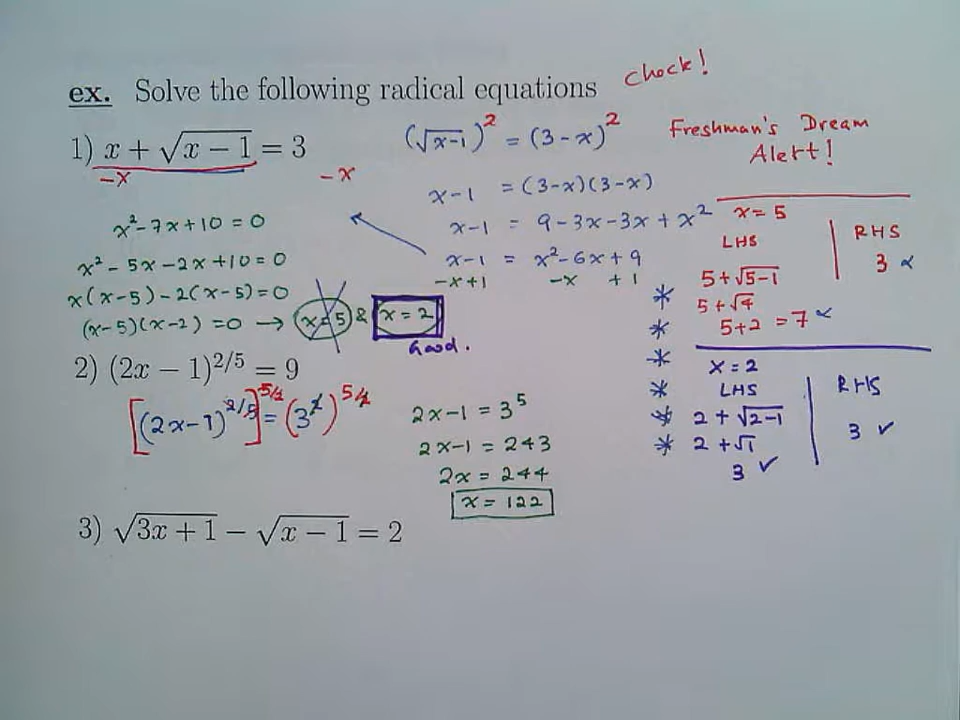 ex. Solve the following radical equations
Check!
1) x + √(x − 1) = 3
−x −x
(√x−1)² = (3−x)²
x−1 = (3−x)(3−x)
x−1 = 9−3x−3x+x²
x−1 = x²−6x+9
−x+1 −x +1
x²−7x+10=0
x²−5x−2x+10=0
x(x−5)−2(x−5)=0
(x−5)(x−2)=0 → x=5 & x=2
Good.
Freshman's Dream
Alert!
x=5
LHS RHS
5+√5−1 3 ×
5+√4
5+2 =7 ×
x=2
LHS RHS
2+√2−1 3 ✓
2+√1
3 ✓
* * * * * *
2) (2x − 1)^2/5 = 9
[(2x−1)^2/5]^5/2 = (3²)^5/2
2x−1 = 3⁵
2x−1 = 243
2x = 244
x = 122
3) √(3x + 1) − √(x − 1) = 2